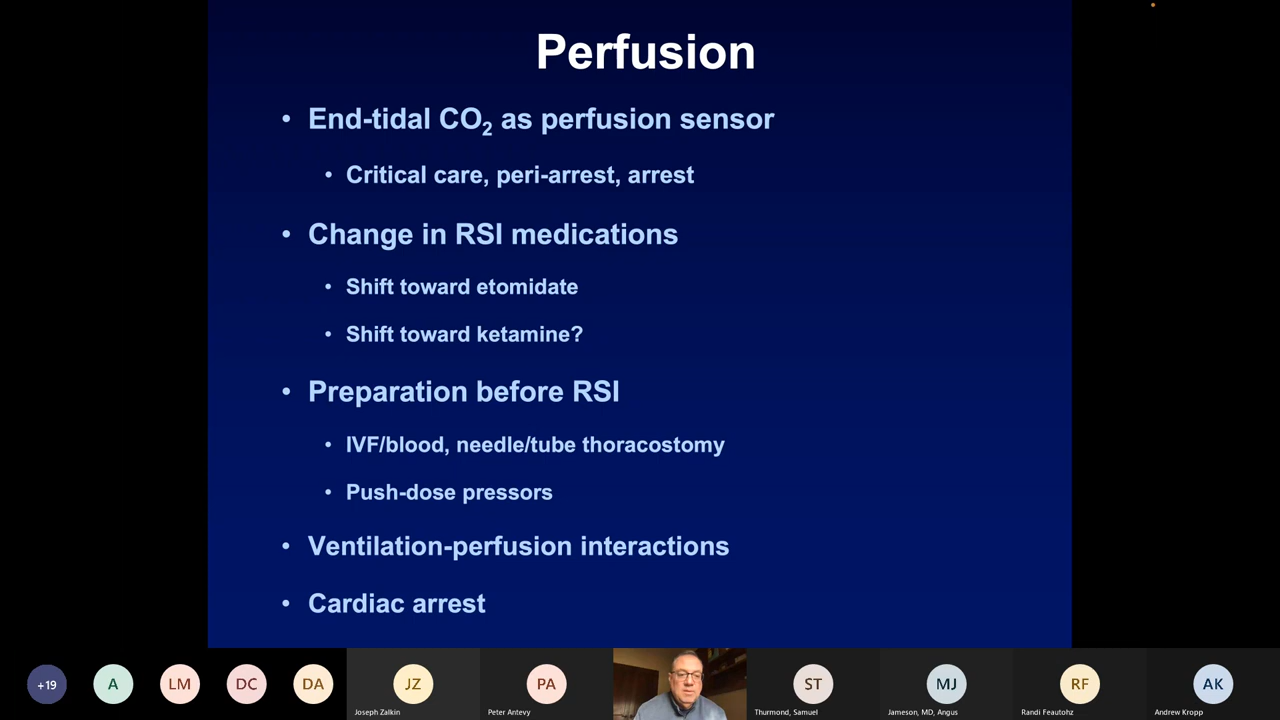 Perfusion
• End-tidal CO₂ as perfusion sensor
• Critical care, peri-arrest, arrest
• Change in RSI medications
• Shift toward etomidate
• Shift toward ketamine?
• Preparation before RSI
• IVF/blood, needle/tube thoracostomy
• Push-dose pressors
• Ventilation-perfusion interactions
• Cardiac arrest
+19 A LM DC DA JZ PA ST MJ RF AK
Joseph Zalkin Peter Antevy Thurmond, Samuel Jameson, MD, Angus Randi Feautohz Andrew Kropp